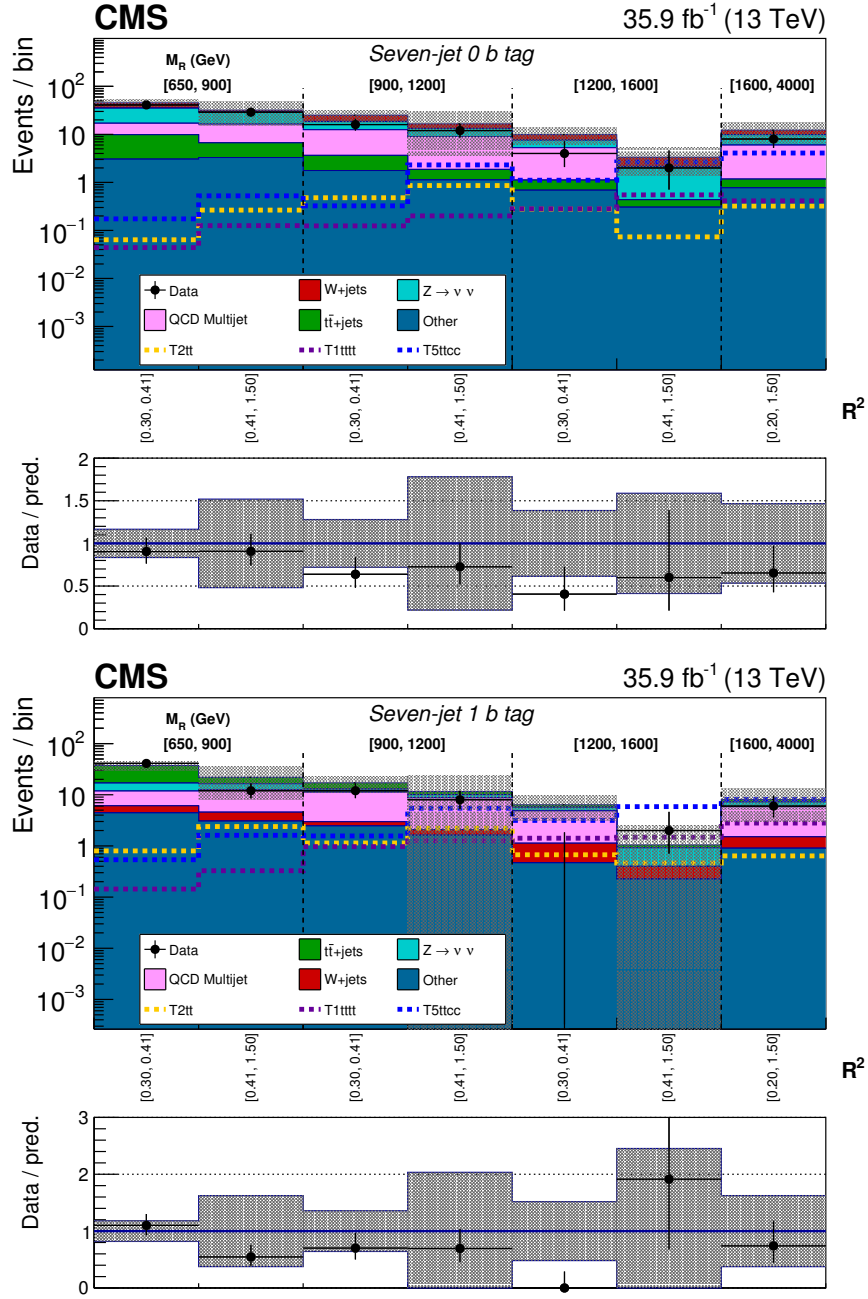 CMS 35.9 fb⁻¹ (13 TeV)
Seven-jet 0 b tag
M_R (GeV)
[650, 900] [900, 1200] [1200, 1600] [1600, 4000]
Events / bin
10²
10
1
10⁻¹
10⁻²
10⁻³
Data W+jets Z → ν ν
QCD Multijet tt̄+jets Other
T2tt T1tttt T5ttcc
[0.30, 0.41] [0.41, 1.50] [0.30, 0.41] [0.41, 1.50] [0.30, 0.41] [0.41, 1.50] [0.20, 1.50]
R²
Data / pred.
2
1.5
1
0.5
0
CMS 35.9 fb⁻¹ (13 TeV)
Seven-jet 1 b tag
M_R (GeV)
[650, 900] [900, 1200] [1200, 1600] [1600, 4000]
Events / bin
10²
10
1
10⁻¹
10⁻²
10⁻³
Data tt̄+jets Z → ν ν
QCD Multijet W+jets Other
T2tt T1tttt T5ttcc
[0.30, 0.41] [0.41, 1.50] [0.30, 0.41] [0.41, 1.50] [0.30, 0.41] [0.41, 1.50] [0.20, 1.50]
R²
Data / pred.
3
2
1
0